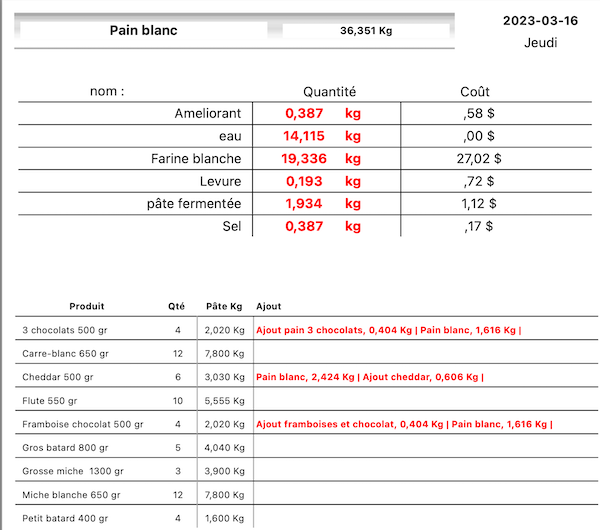 Pain blanc 36,351 Kg 2023-03-16
Jeudi
nom : Quantité Coût
Ameliorant 0,387 kg ,58 $
eau 14,115 kg ,00 $
Farine blanche 19,336 kg 27,02 $
Levure 0,193 kg ,72 $
pâte fermentée 1,934 kg 1,12 $
Sel 0,387 kg ,17 $
Produit Qté Pâte Kg Ajout
3 chocolats 500 gr 4 2,020 Kg Ajout pain 3 chocolats, 0,404 Kg | Pain blanc, 1,616 Kg |
Carre-blanc 650 gr 12 7,800 Kg
Cheddar 500 gr 6 3,030 Kg Pain blanc, 2,424 Kg | Ajout cheddar, 0,606 Kg |
Flute 550 gr 10 5,555 Kg
Framboise chocolat 500 gr 4 2,020 Kg Ajout framboises et chocolat, 0,404 Kg | Pain blanc, 1,616 Kg |
Gros batard 800 gr 5 4,040 Kg
Grosse miche 1300 gr 3 3,900 Kg
Miche blanche 650 gr 12 7,800 Kg
Petit batard 400 gr 4 1,600 Kg